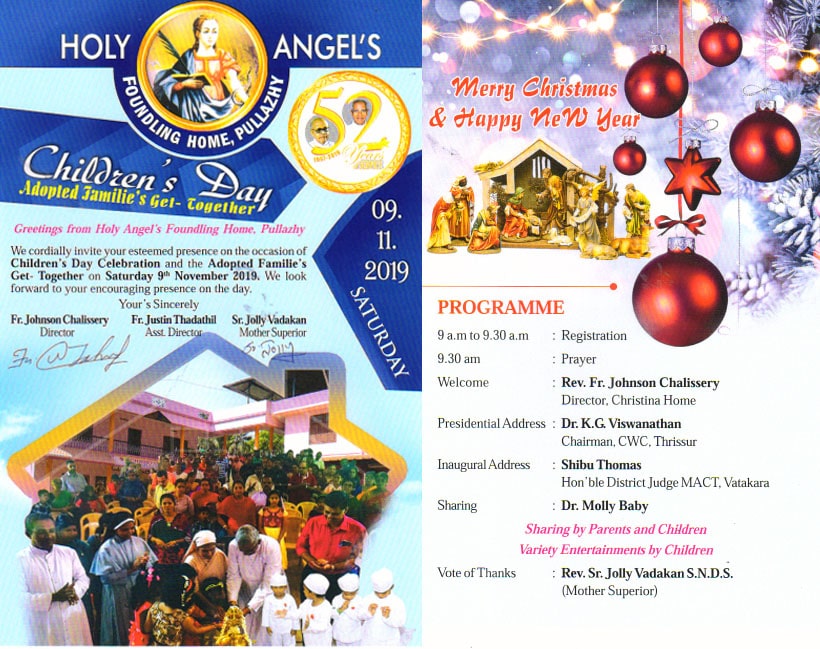 HOLY ANGEL'S
FOUNDLING HOME, PULLAZHY
52
Years
Children's Day
Adopted Familie's Get- Together
09.
11.
2019
SATURDAY
Greetings from Holy Angel's Foundling Home, Pullazhy
We cordially invite your esteemed presence on the occasion of
Children's Day Celebration and the Adopted Familie's
Get- Together on Saturday 9th November 2019. We look
forward to your encouraging presence on the day.
Your's Sincerely
Fr. Johnson Chalissery Fr. Justin Thadathil Sr. Jolly Vadakan
Director Asst. Director Mother Superior
Merry Christmas
& Happy NeW Year
PROGRAMME
9 a.m to 9.30 a.m : Registration
9.30 am : Prayer
Welcome : Rev. Fr. Johnson Chalissery
Director, Christina Home
Presidential Address : Dr. K.G. Viswanathan
Chairman, CWC, Thrissur
Inaugural Address : Shibu Thomas
Hon'ble District Judge MACT, Vatakara
Sharing : Dr. Molly Baby
Sharing by Parents and Children
Variety Entertainments by Children
Vote of Thanks : Rev. Sr. Jolly Vadakan S.N.D.S.
(Mother Superior)